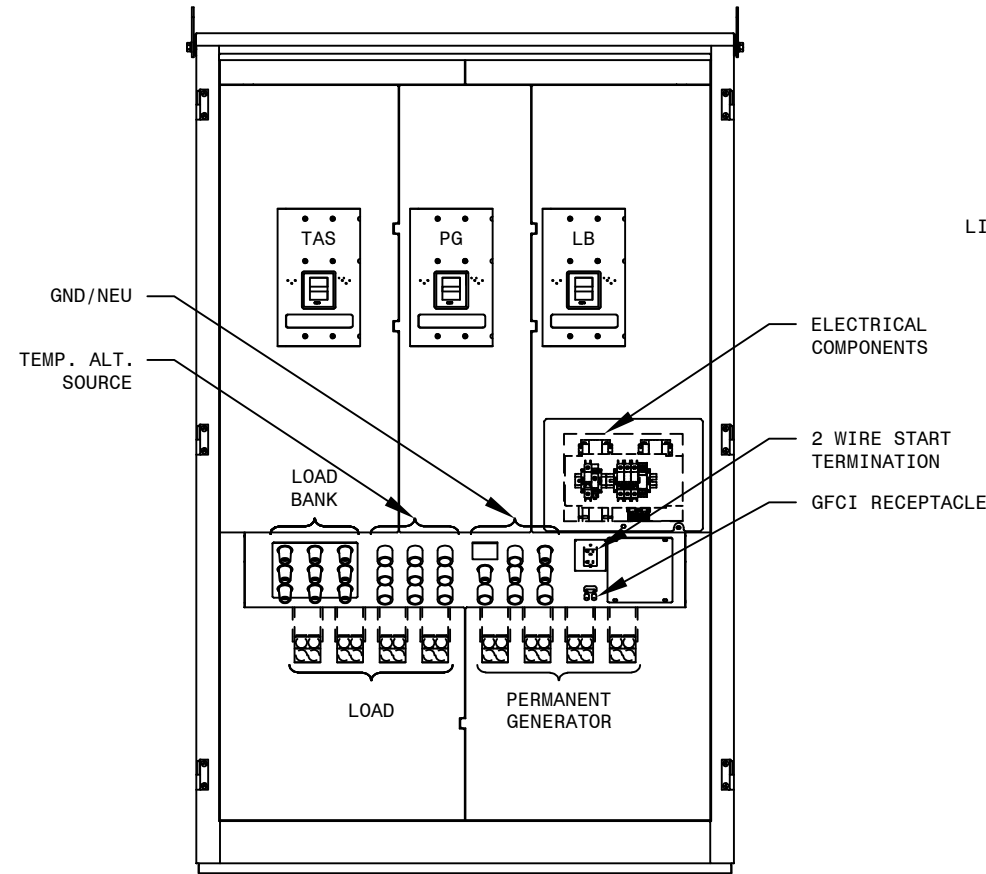 TAS
PG
LB
LI
GND/NEU
TEMP. ALT.
SOURCE
ELECTRICAL
COMPONENTS
2 WIRE START
TERMINATION
GFCI RECEPTACLE
LOAD
BANK
LOAD
PERMANENT
GENERATOR